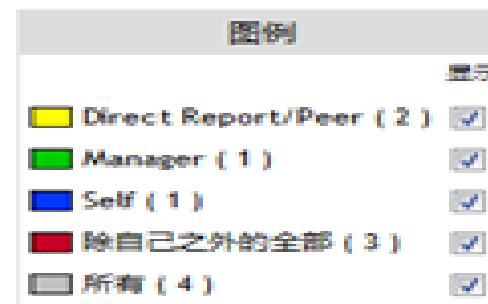 图例
显示
Direct Report/Peer ( 2 )
Manager ( 1 )
Self ( 1 )
除自己之外的全部 ( 3 )
所有 ( 4 )